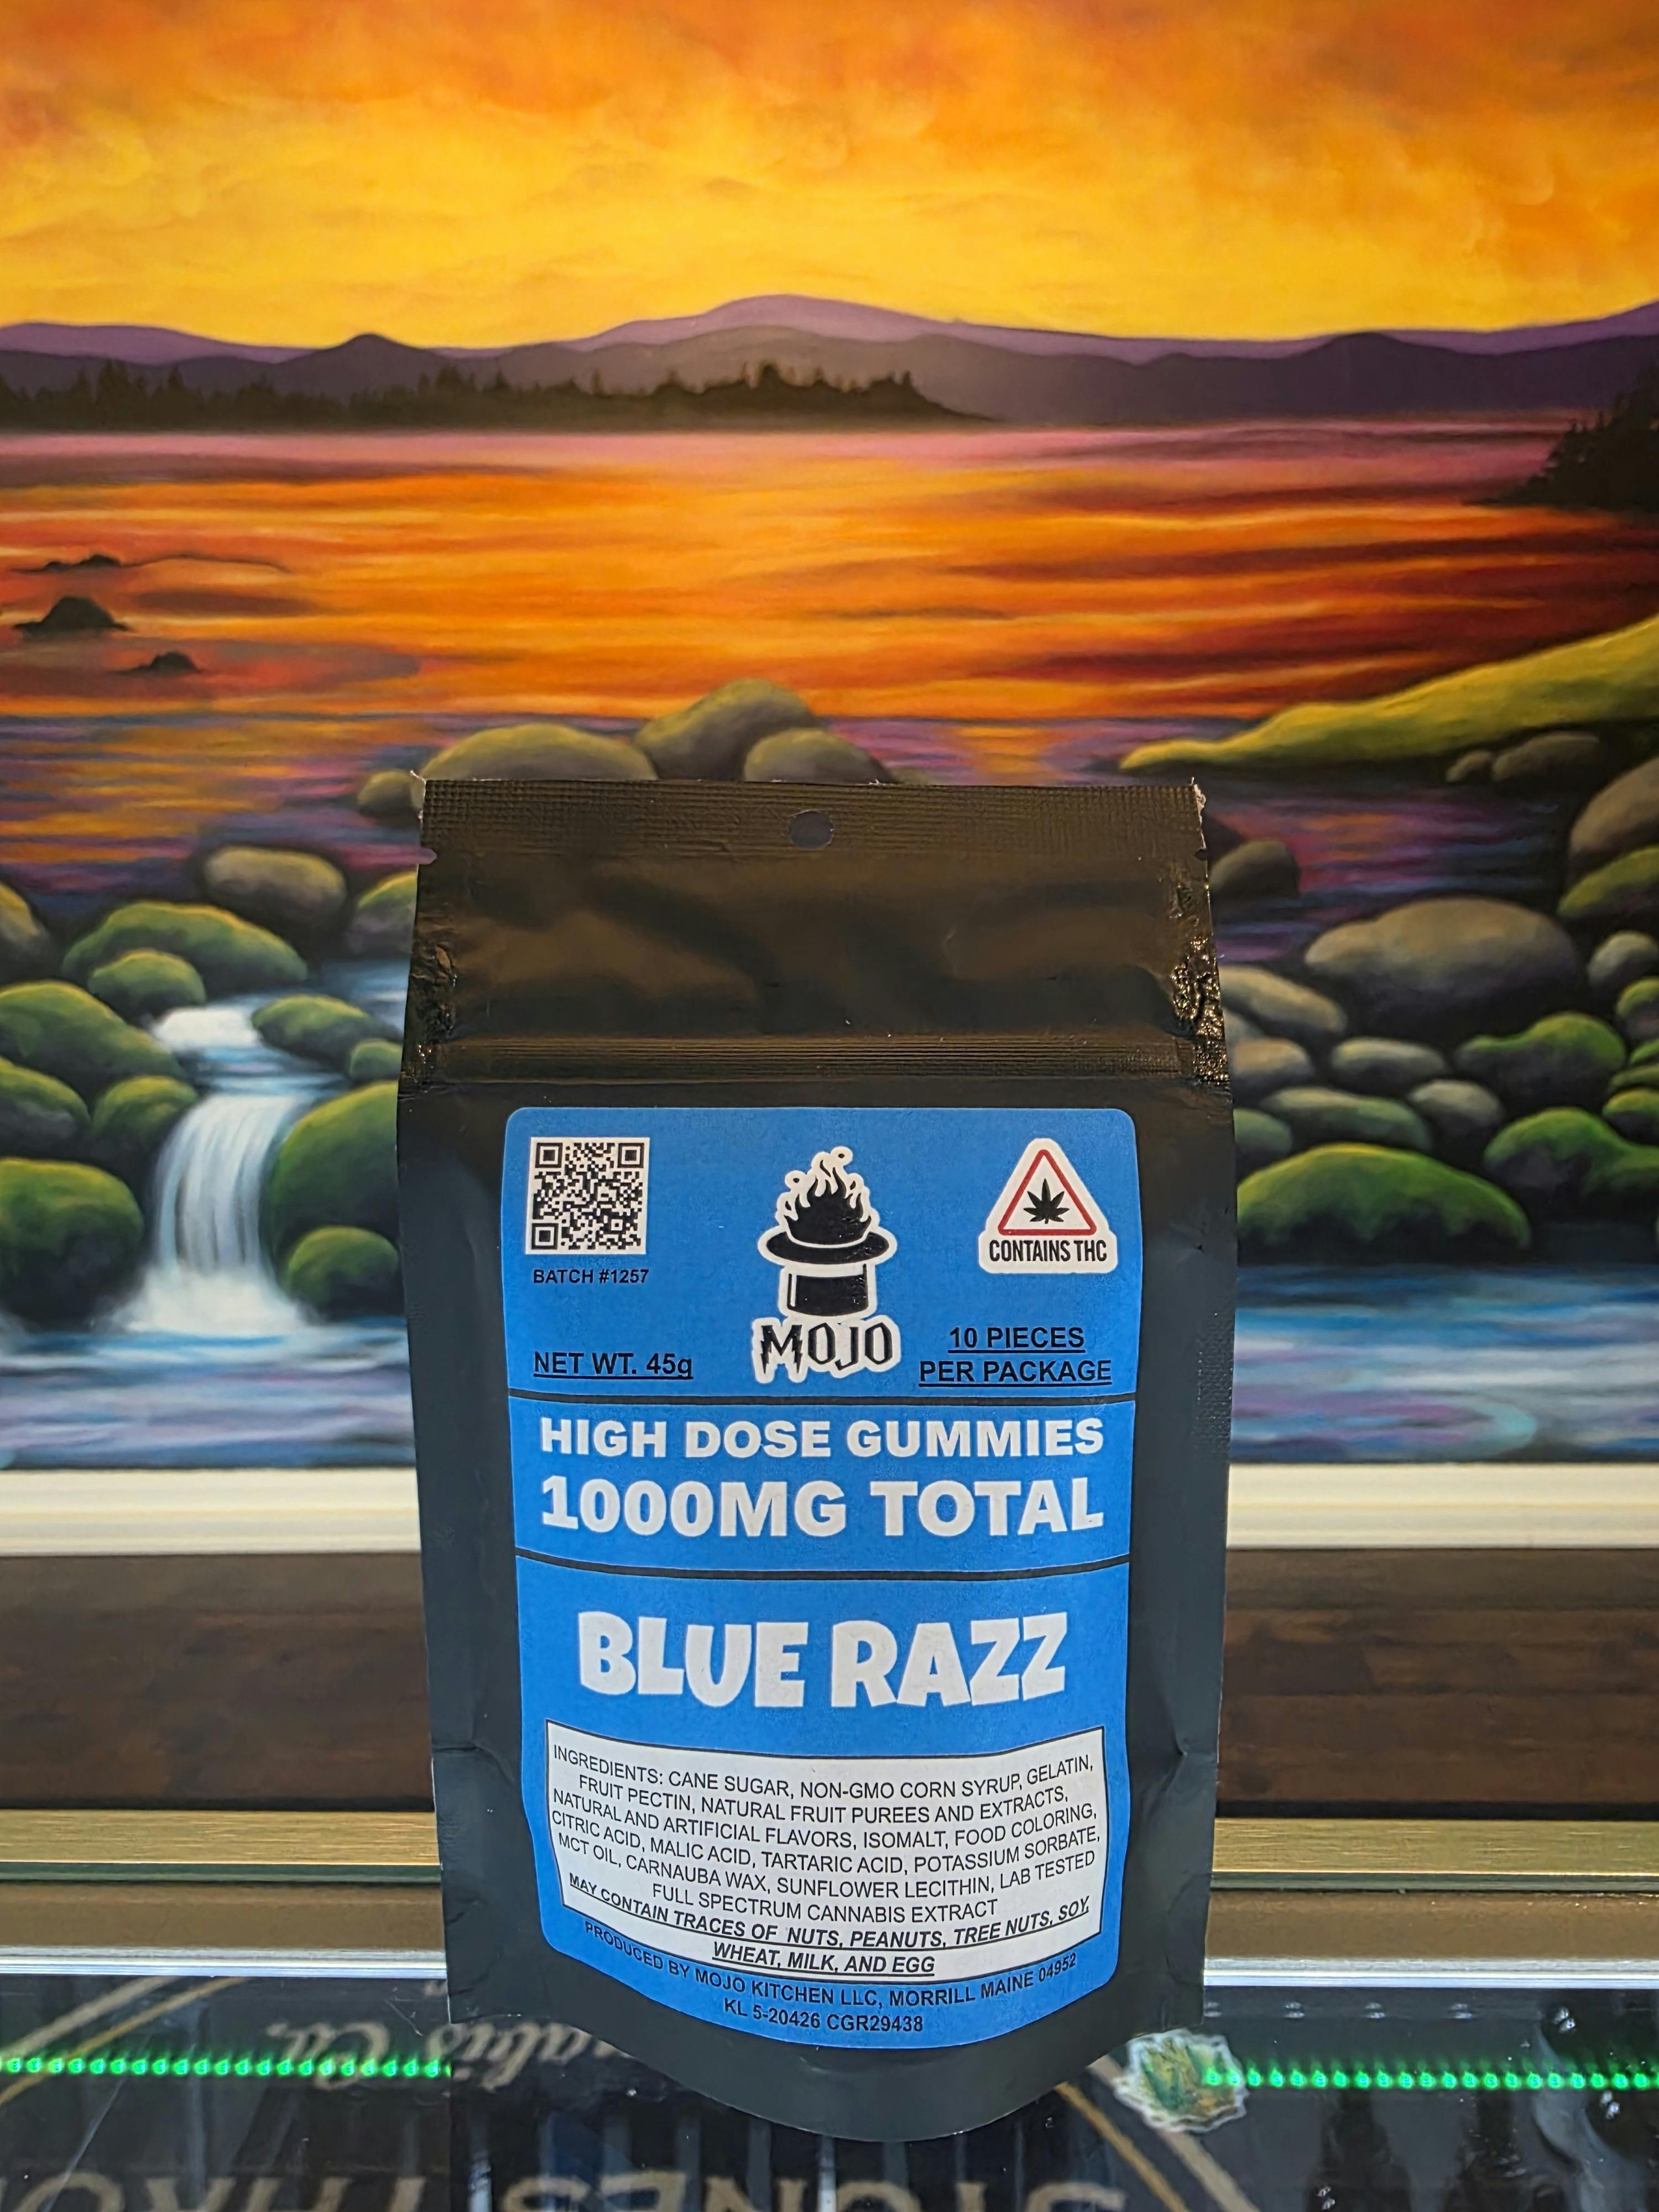 BATCH #1257
NET WT. 45g
MOJO
CONTAINS THC
10 PIECES
PER PACKAGE
HIGH DOSE GUMMIES
1000MG TOTAL
BLUE RAZZ
INGREDIENTS: CANE SUGAR, NON-GMO CORN SYRUP, GELATIN,
FRUIT PECTIN, NATURAL FRUIT PUREES AND EXTRACTS,
NATURAL AND ARTIFICIAL FLAVORS, ISOMALT, FOOD COLORING,
CITRIC ACID, MALIC ACID, TARTARIC ACID, POTASSIUM SORBATE,
MCT OIL, CARNAUBA WAX, SUNFLOWER LECITHIN, LAB TESTED
FULL SPECTRUM CANNABIS EXTRACT
MAY CONTAIN TRACES OF NUTS, PEANUTS, TREE NUTS, SOY,
WHEAT, MILK, AND EGG
PRODUCED BY MOJO KITCHEN LLC, MORRILL MAINE 04952
KL 5-20426 CGR29438